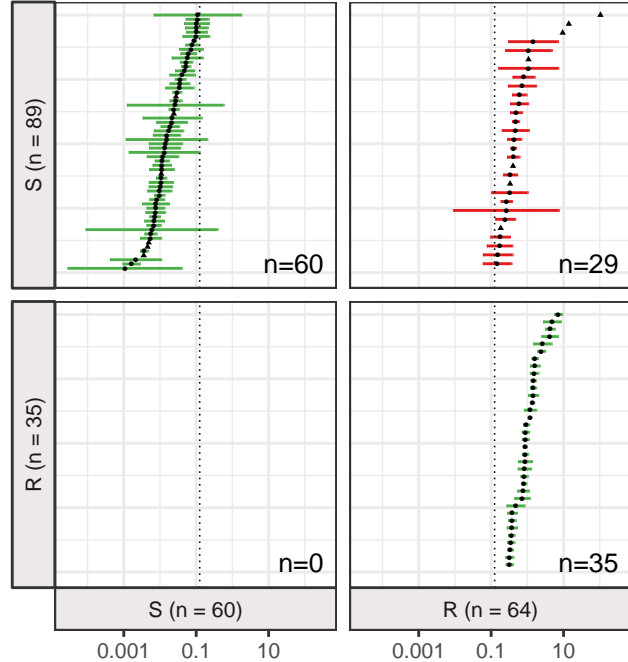 S (n = 89)
n=60
n=29
R (n = 35)
n=0
n=35
S (n = 60)
R (n = 64)
0.001
0.1
10
0.001
0.1
10